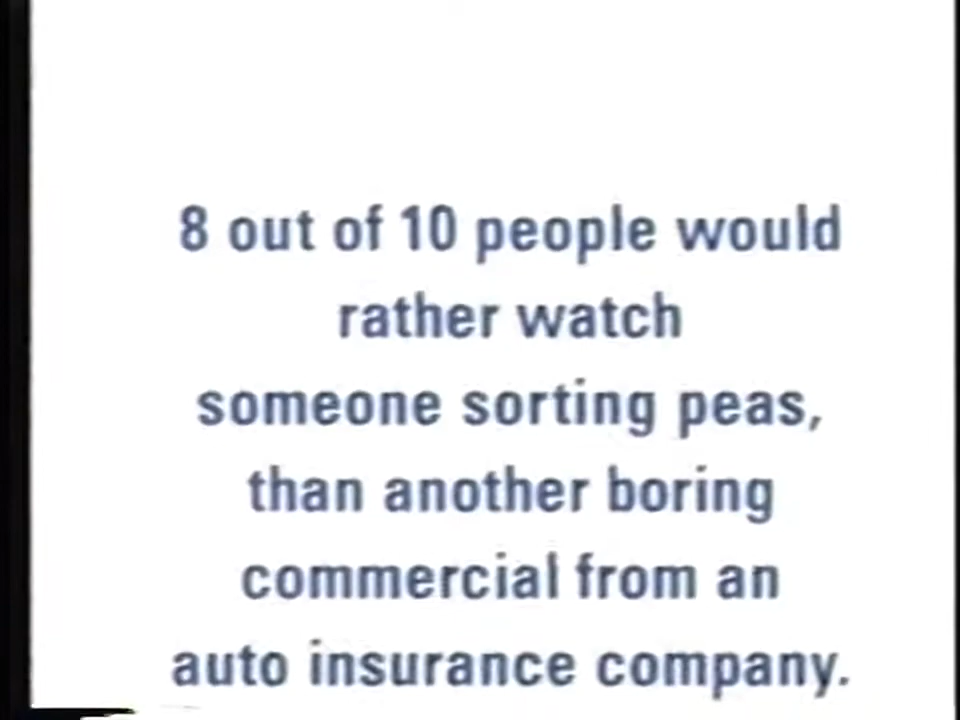 8 out of 10 people would
rather watch
someone sorting peas,
than another boring
commercial from an
auto insurance company.